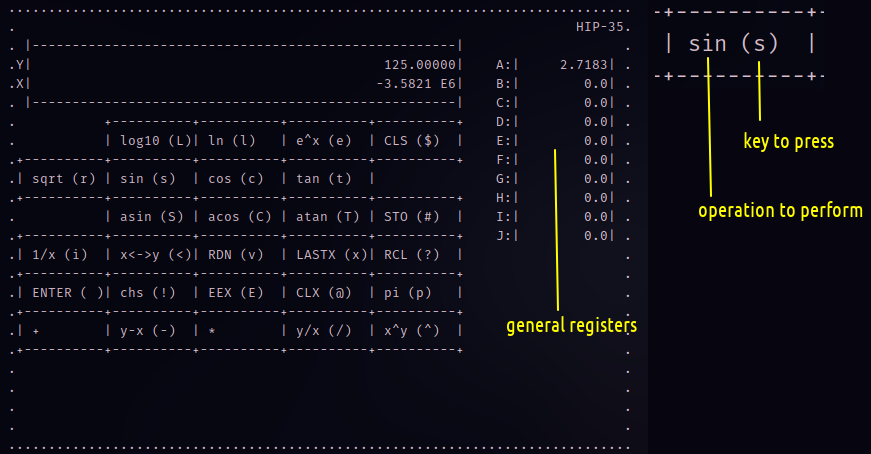 HIP-35.
Y| 125.00000|
X| -3.5821 E6|
A:| 2.7183|
B:| 0.0|
C:| 0.0|
D:| 0.0|
E:| 0.0|
F:| 0.0|
G:| 0.0|
H:| 0.0|
I:| 0.0|
J:| 0.0|
| log10 (L)| ln (l) | e^x (e) | CLS ($) |
| sqrt (r) | sin (s) | cos (c) | tan (t) |
| asin (S) | acos (C) | atan (T) | STO (#) |
| 1/x (i) | x<->y (<)| RDN (v) | LASTX (x)| RCL (?) |
| ENTER ( )| chs (!) | EEX (E) | CLX (@) | pi (p) |
| + | y-x (-) | * | y/x (/) | x^y (^) |
general registers
| sin (s) |
key to press
operation to perform